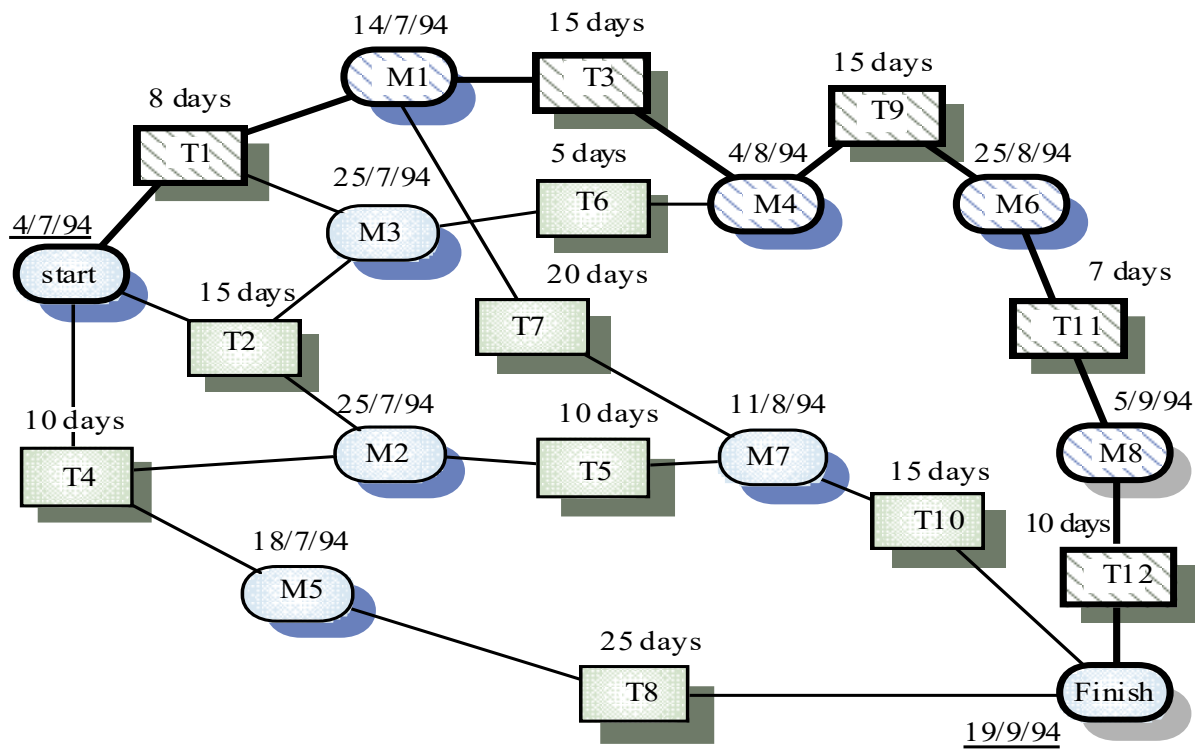 14/7/94
15 days
M1
T3
15 days
8 days
T9
T1
5 days
4/8/94
25/8/94
25/7/94
T6
M4
M6
4/7/94
M3
start
20 days
7 days
15 days
T7
T11
T2
25/7/94
11/8/94
5/9/94
10 days
10 days
M2
M7
M8
T4
T5
15 days
T10
10 days
18/7/94
T12
M5
25 days
T8
Finish
19/9/94